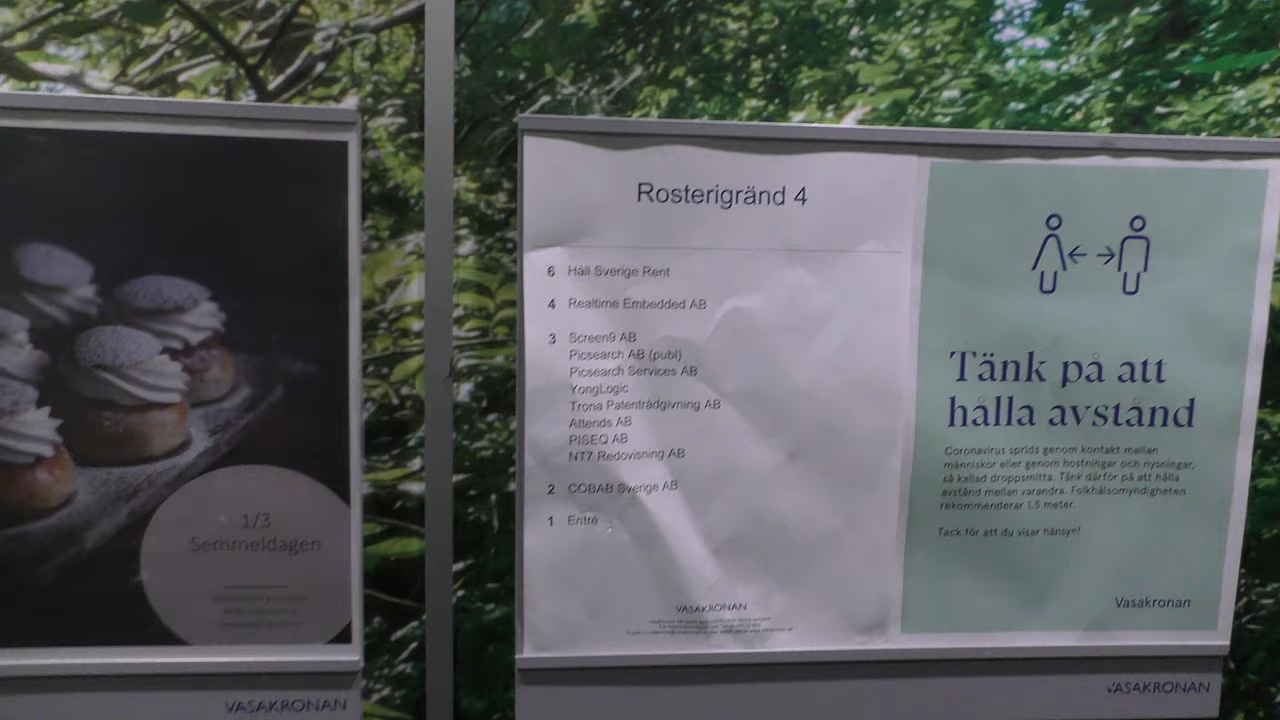 1/3
Semmeldagen
VASAKRONAN
Rosterigränd 4
6 Håll Sverige Rent
4 Realtime Embedded AB
3 Screen9 AB
Picsearch AB (publ)
Picsearch Services AB
YongLogic
Trona Patentrådgivning AB
Attends AB
PISEQ AB
NT7 Redovisning AB
2 COBAB Sverige AB
1 Entré
VASAKRONAN
Tänk på att
hålla avstånd
Coronavirus sprids genom kontakt mellan
människor eller genom hostningar och nysningar,
så kallad droppsmitta. Tänk därför på att hålla
avstånd mellan varandra. Folkhälsomyndigheten
rekommenderar 1,5 meter.
Tack för att du visar hänsyn!
Vasakronan
VASAKRONAN